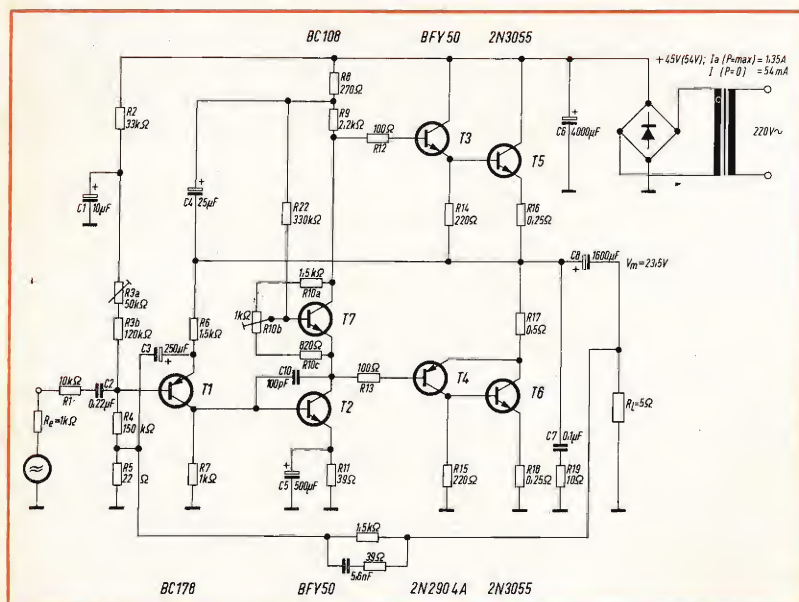 BC108 BFY50 2N3055
+45V(54V); Ia (P=max) = 1,35A
I (P=0) = 54mA
R8
270Ω
R2
33kΩ
R9
2,2kΩ
100Ω
R12
T3
T5
C6
+
4000μF
220V~
+
C1
10μF
+
C4
25μF
R22
330kΩ
R14
220Ω
R16
0,25Ω
C8
+
1600μF
Vm = 23,5V
R3a
50kΩ
1,5kΩ
R10a
1kΩ
R10b
T7
R3b
120kΩ
R6
1,5kΩ
R17
0,5Ω
C3
250μF
+
820Ω
R10c
C10
100pF
10kΩ
R1
C2
0,22μF
T1
100Ω
R13
T4
T6
T2
Re=1kΩ
R4
150kΩ
RL=5Ω
R5
22Ω
R7
1kΩ
+
C5
500μF
R11
39Ω
R15
220Ω
R18
0,25Ω
C7
0,1μF
R19
10Ω
1,5kΩ
39Ω
5,6nF
BC178 BFY50 2N2904A 2N3055